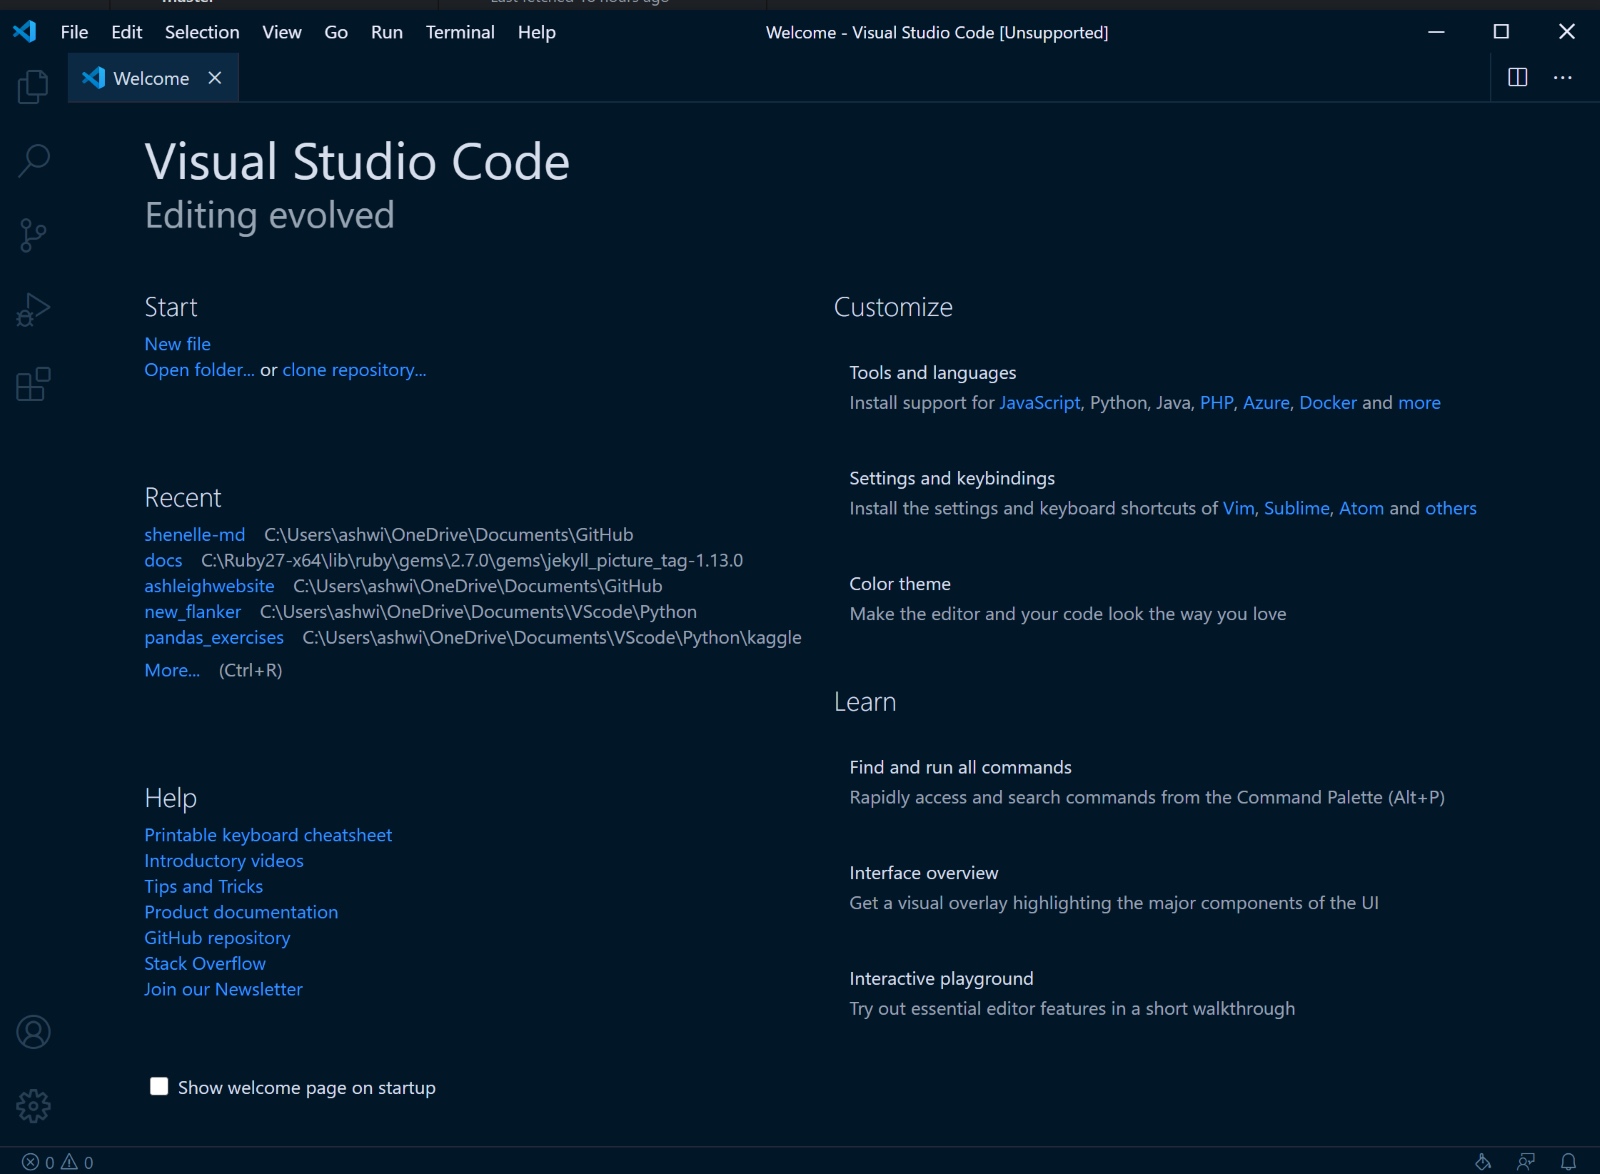 master
Last fetched 18 hours ago
File Edit Selection View Go Run Terminal Help
Welcome - Visual Studio Code [Unsupported]
Welcome
Visual Studio Code
Editing evolved
Start
New file
Open folder... or clone repository...
Recent
shenelle-md C:\Users\ashwi\OneDrive\Documents\GitHub
docs C:\Ruby27-x64\lib\ruby\gems\2.7.0\gems\jekyll_picture_tag-1.13.0
ashleighwebsite C:\Users\ashwi\OneDrive\Documents\GitHub
new_flanker C:\Users\ashwi\OneDrive\Documents\VScode\Python
pandas_exercises C:\Users\ashwi\OneDrive\Documents\VScode\Python\kaggle
More... (Ctrl+R)
Help
Printable keyboard cheatsheet
Introductory videos
Tips and Tricks
Product documentation
GitHub repository
Stack Overflow
Join our Newsletter
Show welcome page on startup
Customize
Tools and languages
Install support for JavaScript, Python, Java, PHP, Azure, Docker and more
Settings and keybindings
Install the settings and keyboard shortcuts of Vim, Sublime, Atom and others
Color theme
Make the editor and your code look the way you love
Learn
Find and run all commands
Rapidly access and search commands from the Command Palette (Alt+P)
Interface overview
Get a visual overlay highlighting the major components of the UI
Interactive playground
Try out essential editor features in a short walkthrough
0 0